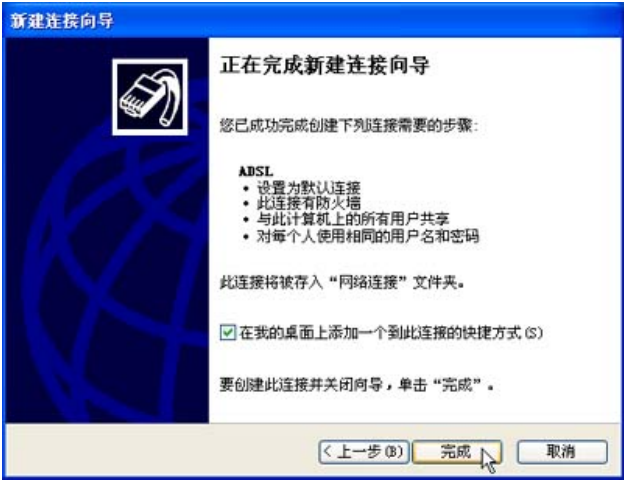 新建连接向导
正在完成新建连接向导
您已成功完成创建下列连接需要的步骤:
ADSL
• 设置为默认连接
• 此连接有防火墙
• 与此计算机上的所有用户共享
• 对每个人使用相同的用户名和密码
此连接将被存入“网络连接”文件夹。
在我的桌面上添加一个到此连接的快捷方式(S)
要创建此连接并关闭向导，单击“完成”。
<上一步(B) 完成 取消